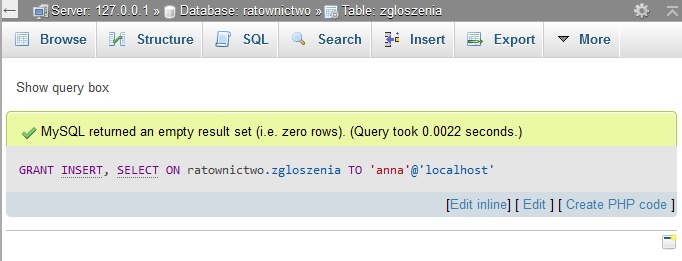 Server: 127.0.0.1 » Database: ratownictwo » Table: zgloszenia
Browse Structure SQL Search Insert Export More
Show query box
MySQL returned an empty result set (i.e. zero rows). (Query took 0.0022 seconds.)
GRANT INSERT, SELECT ON ratownictwo.zgloszenia TO 'anna'@'localhost'
[Edit inline] [ Edit ] [ Create PHP code ]